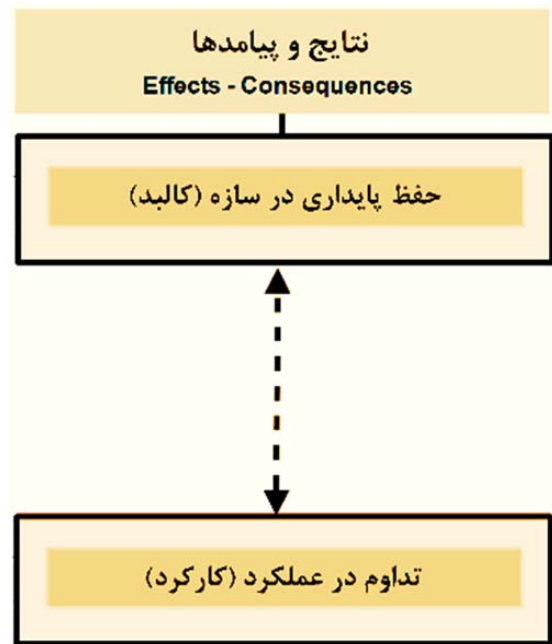 نتایج و پیامدها
Effects - Consequences
حفظ پایداری در سازه (کالبد)
تداوم در عملکرد (کارکرد)